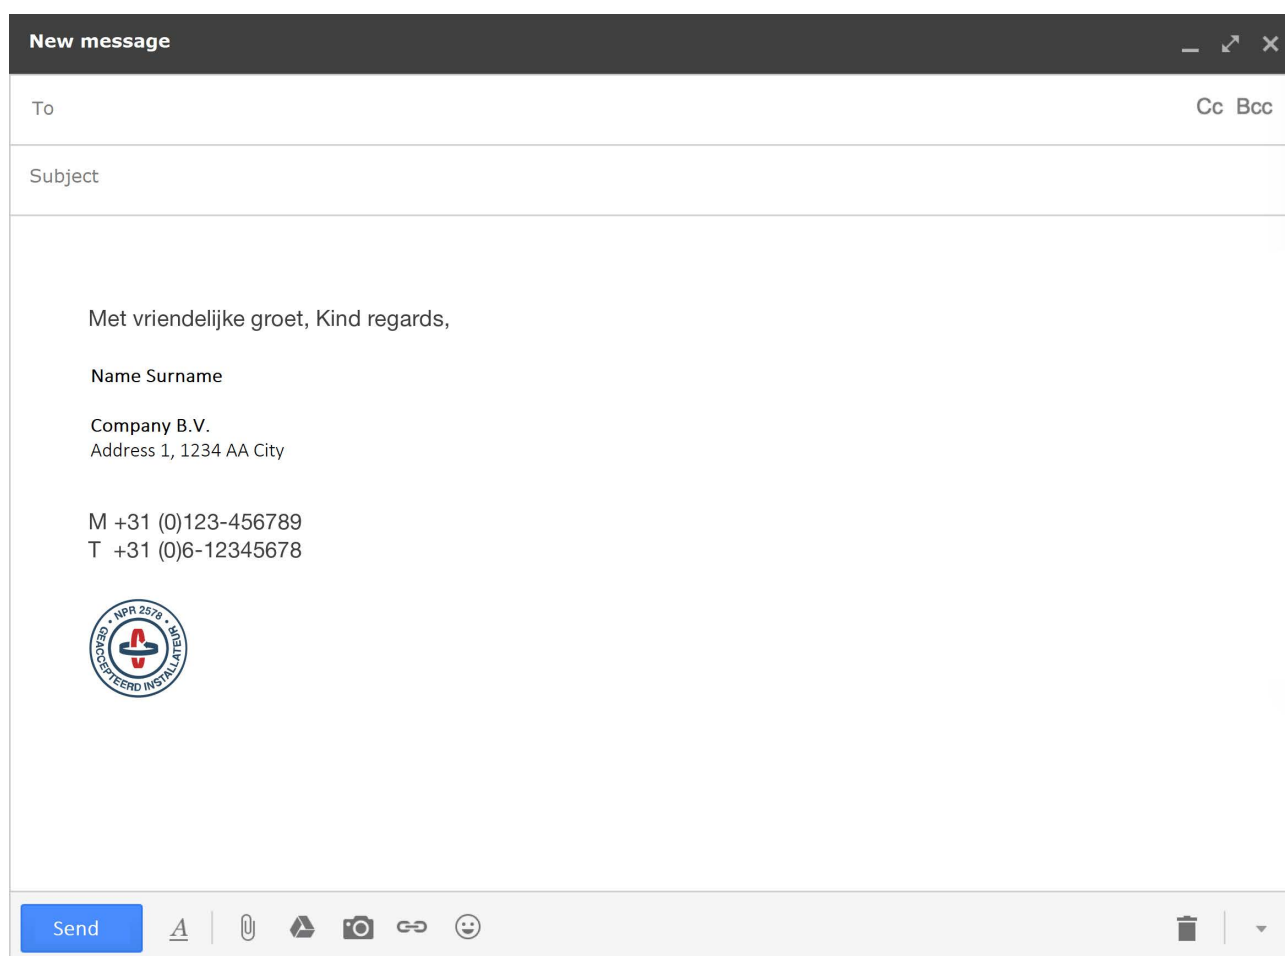 New message
To
Cc Bcc
Subject
Met vriendelijke groet, Kind regards,
Name Surname
Company B.V.
Address 1, 1234 AA City
M +31 (0)123-456789
T +31 (0)6-12345678
· NPR 2578 ·
GEACCEPTEERD INSTALLATEUR
Send
A